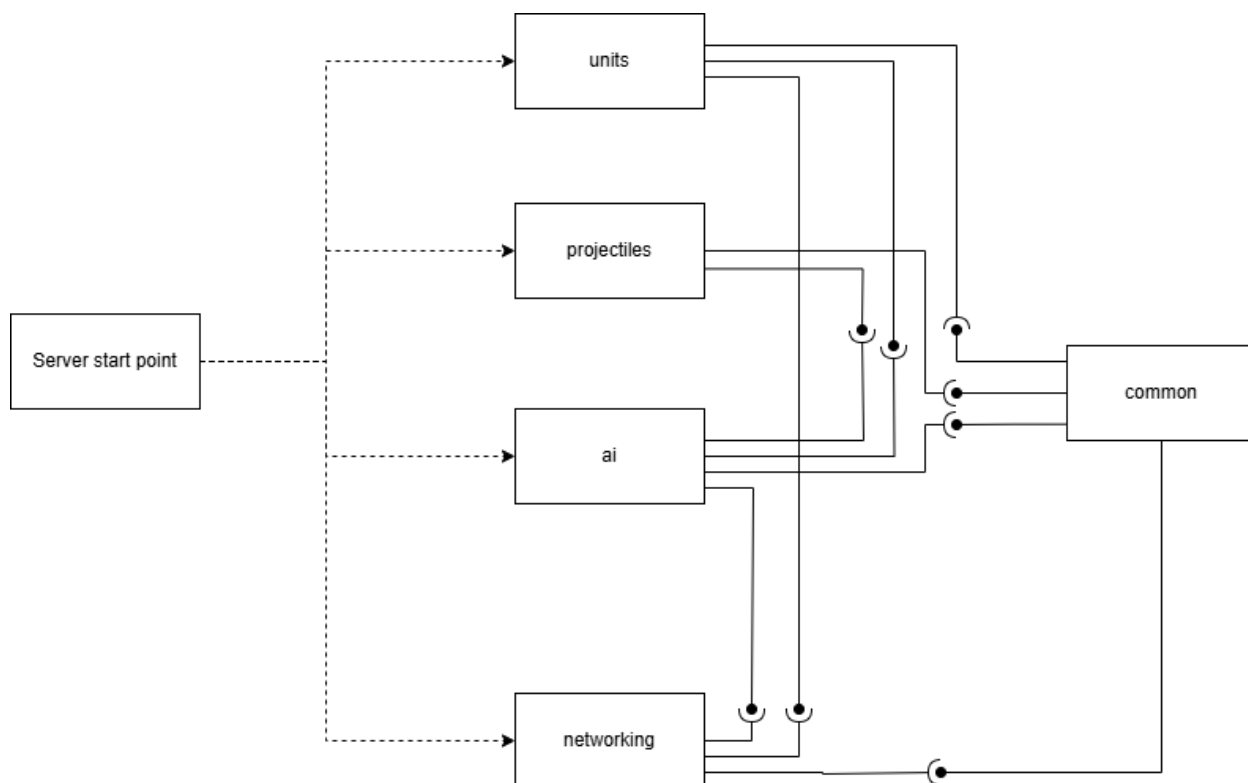 units
projectiles
Server start point
common
ai
networking